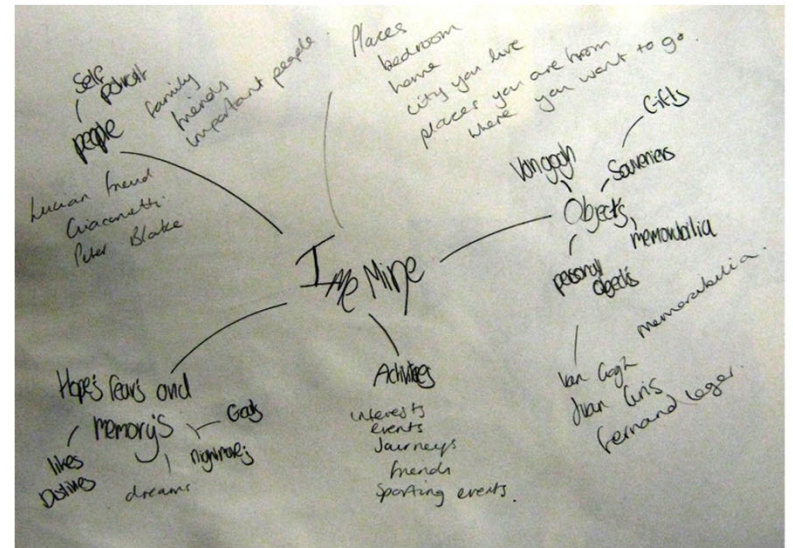 I Me Mine
people
Self
portrait
family
friends
important people.
Lucian Freud
Giacometti
Peter Blake
Places
bedroom
home
city you live
places you are from
where you want to go.
Objects
Van gogh
Souveniers
Gifts
memorbilia
personal
objects
memorabilia.
Van Gogh
Juan Gris
Fernand Leger.
Activities
interests
events
Journeys
friends
Sporting events.
Hope's fear's and
memory's
likes
Dislikes
dreams
nightmares
Goals